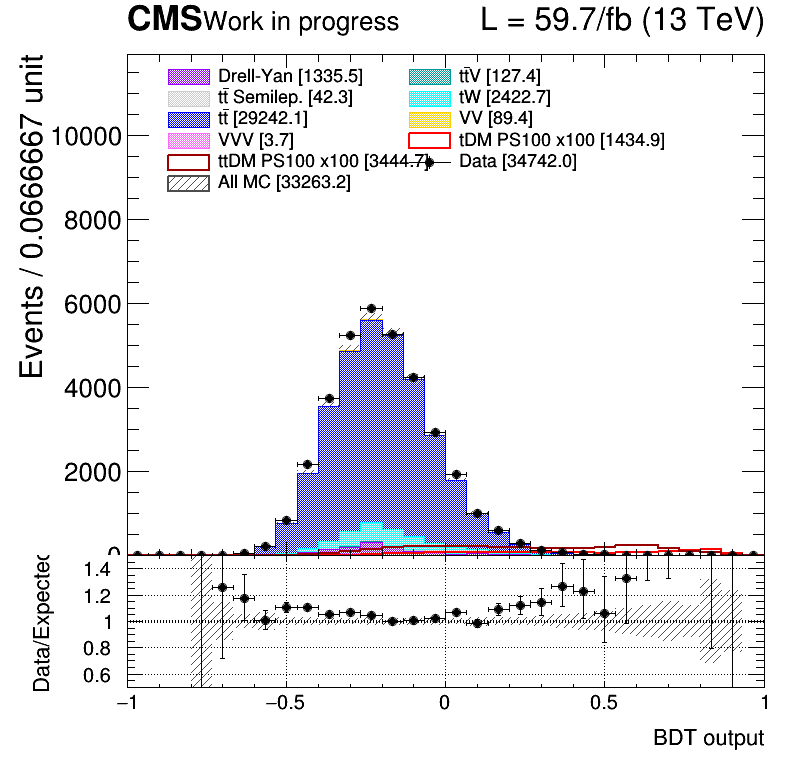 CMS Work in progress L = 59.7/fb (13 TeV)
Events / 0.0666667 unit
Drell-Yan [1335.5] tt̄V [127.4]
tt̄ Semilep. [42.3] tW [2422.7]
tt̄ [29242.1] VV [89.4]
VVV [3.7] tDM PS100 x100 [1434.9]
ttDM PS100 x100 [3444.7] Data [34742.0]
All MC [33263.2]
10000
8000
6000
4000
2000
0
Data/Expected
1.4
1.2
1
0.8
0.6
−1 −0.5 0 0.5 1
BDT output